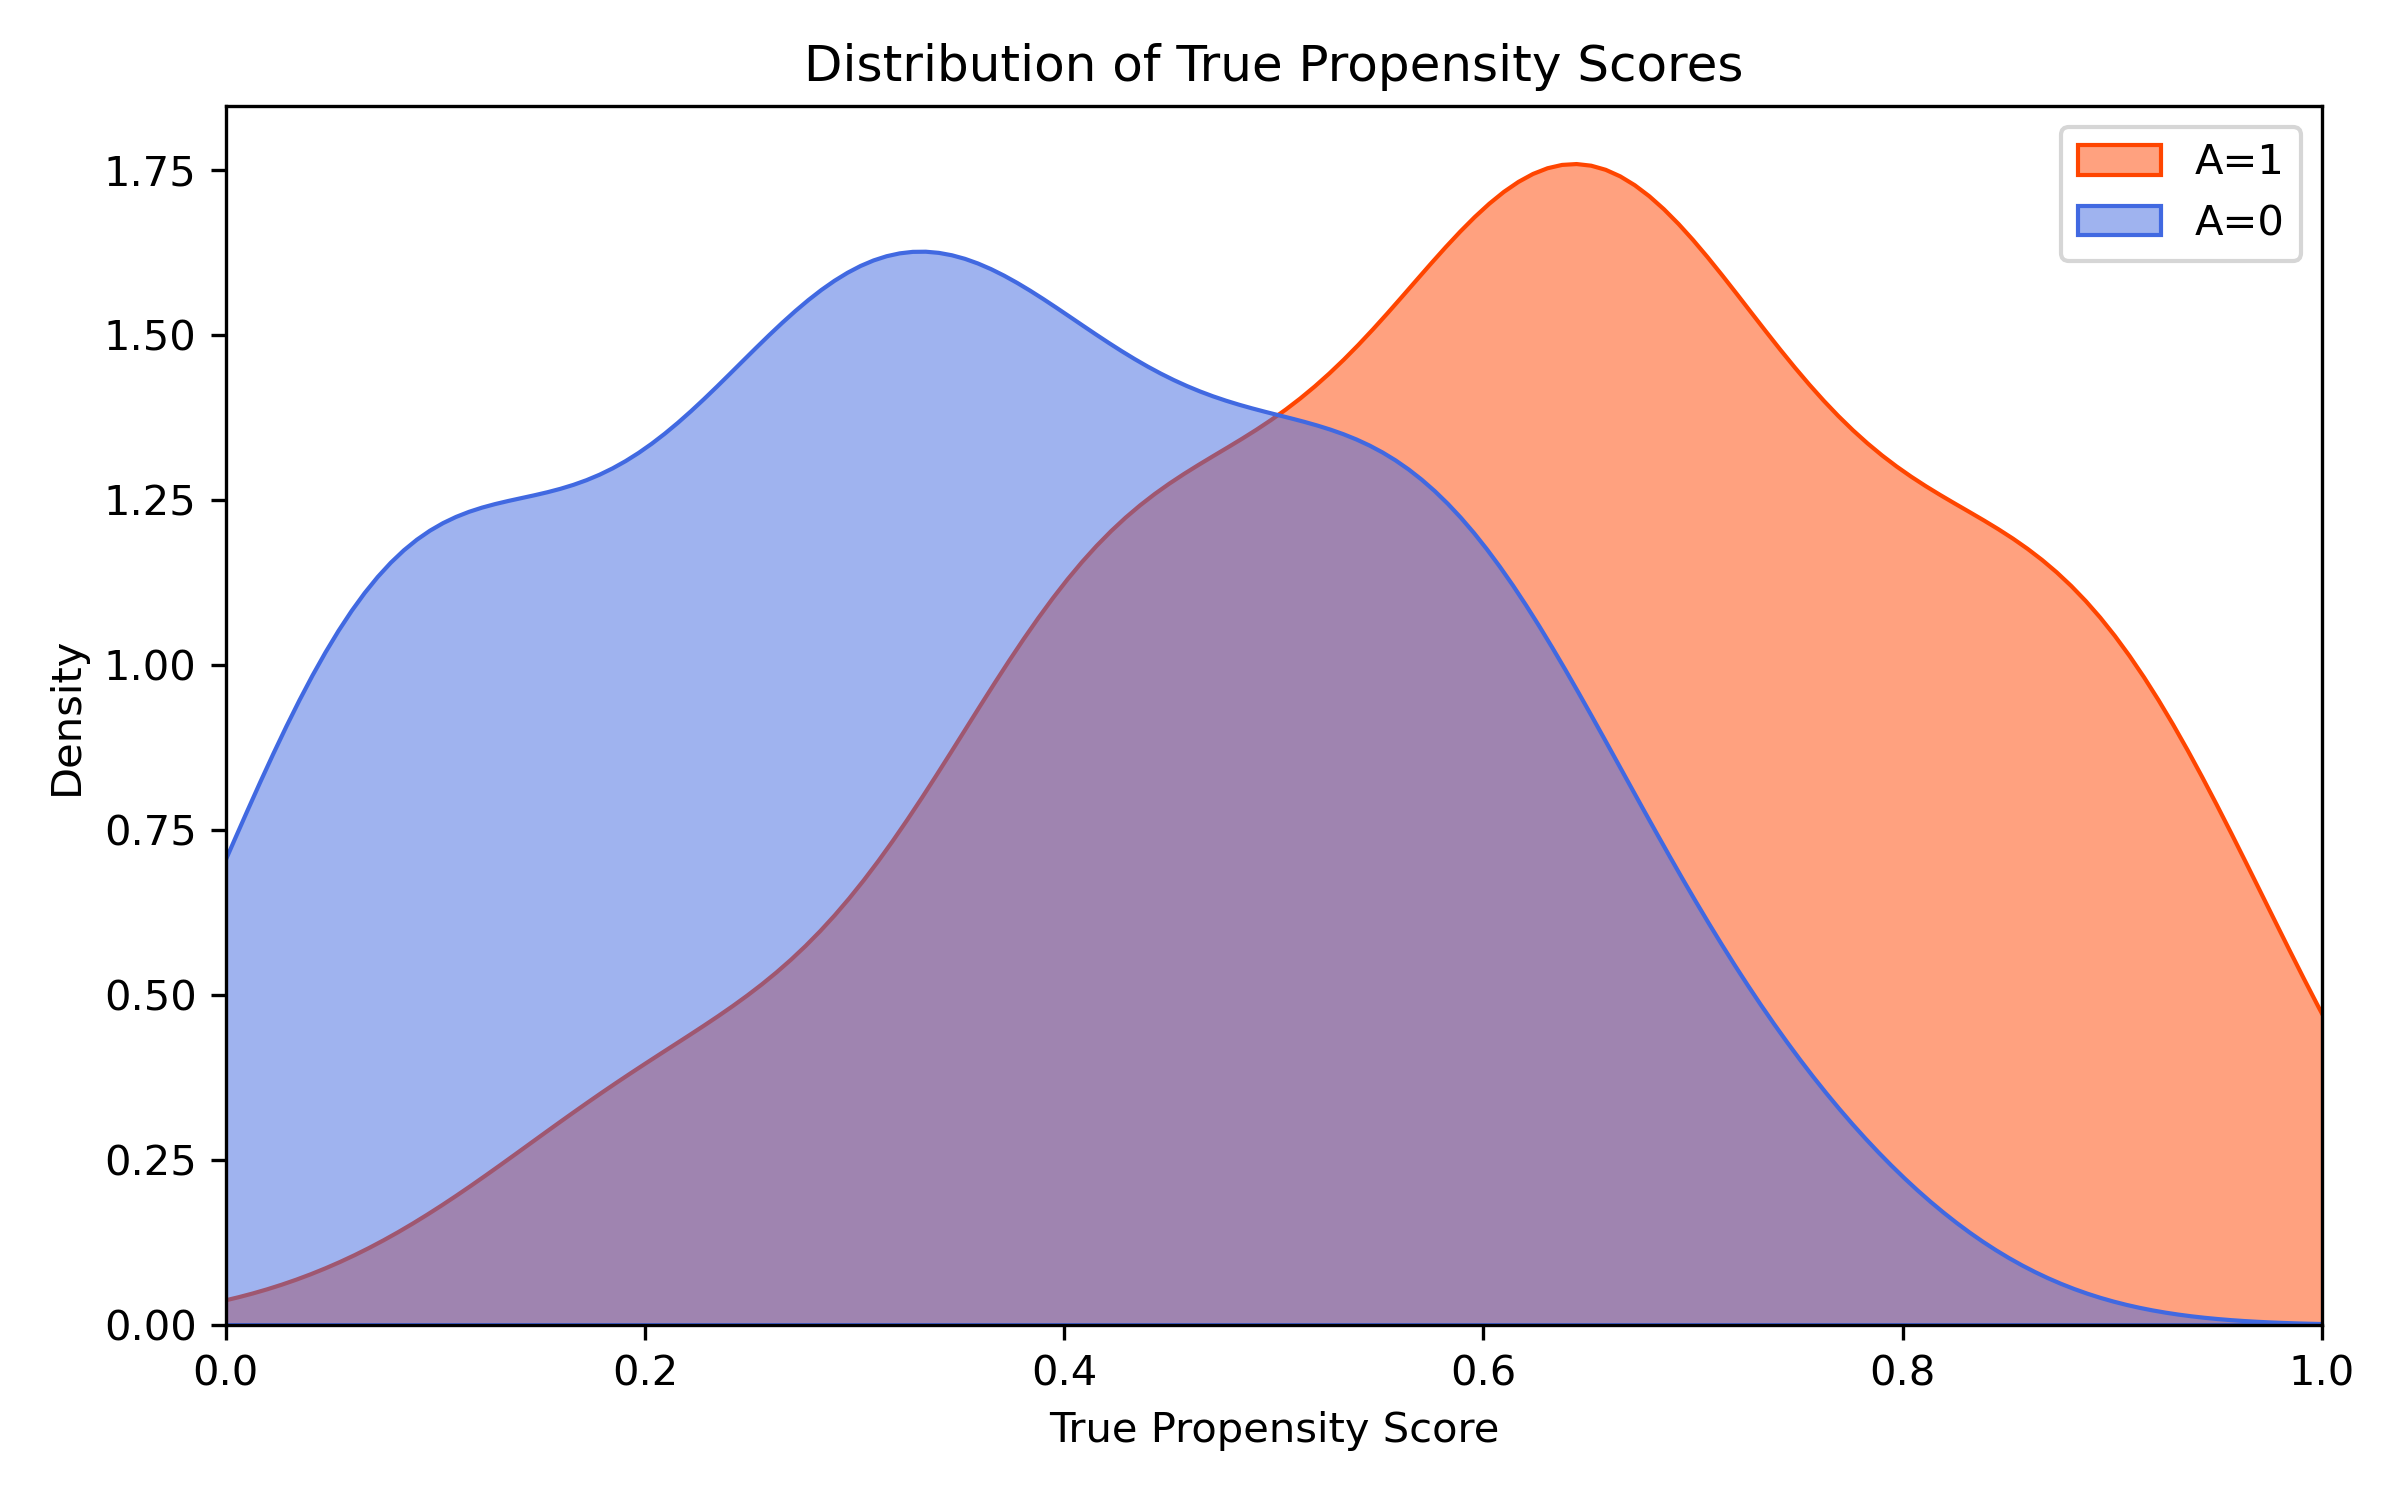 Distribution of True Propensity Scores
A=1
A=0
Density
1.75
1.50
1.25
1.00
0.75
0.50
0.25
0.00
0.0 0.2 0.4 0.6 0.8 1.0
True Propensity Score